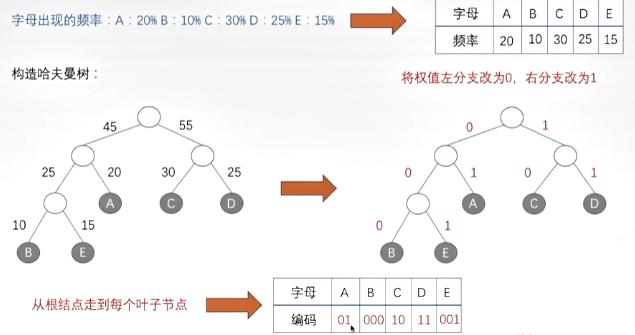 字母出现的频率：A：20% B：10% C：30% D：25% E：15%
字母 A B C D E
频率 20 10 30 25 15
构造哈夫曼树：
将权值左分支改为0，右分支改为1
45 55
25 20 30 25
A C D
10 15
B E
0 1
0 1 0 1
A C D
0 1
B E
从根结点走到每个叶子节点
字母 A B C D E
编码 01 000 10 11 001